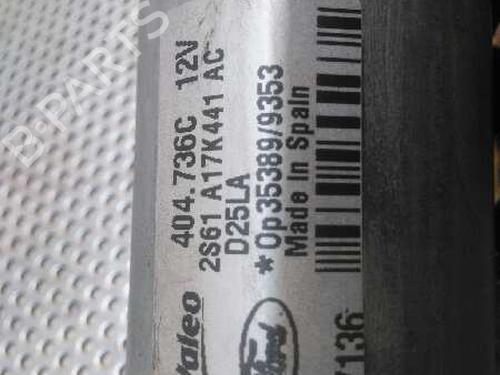 Valeo 404.736C 12V
2S61 A17K441 AC
D25LA
Ford *Op35389/9353
Made in Spain
7136
B-PARTS